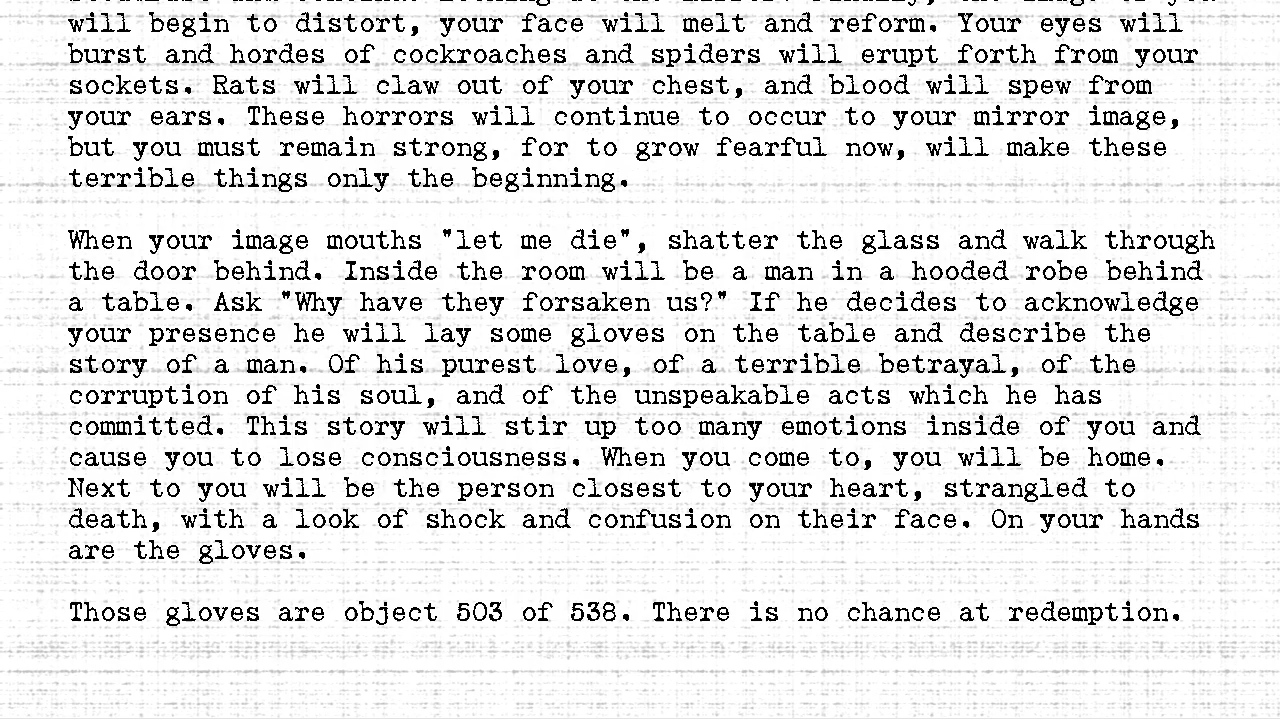 will begin to distort, your face will melt and reform. Your eyes will
burst and hordes of cockroaches and spiders will erupt forth from your
sockets. Rats will claw out of your chest, and blood will spew from
your ears. These horrors will continue to occur to your mirror image,
but you must remain strong, for to grow fearful now, will make these
terrible things only the beginning.
When your image mouths "let me die", shatter the glass and walk through
the door behind. Inside the room will be a man in a hooded robe behind
a table. Ask "Why have they forsaken us?" If he decides to acknowledge
your presence he will lay some gloves on the table and describe the
story of a man. Of his purest love, of a terrible betrayal, of the
corruption of his soul, and of the unspeakable acts which he has
committed. This story will stir up too many emotions inside of you and
cause you to lose consciousness. When you come to, you will be home.
Next to you will be the person closest to your heart, strangled to
death, with a look of shock and confusion on their face. On your hands
are the gloves.
Those gloves are object 503 of 538. There is no chance at redemption.